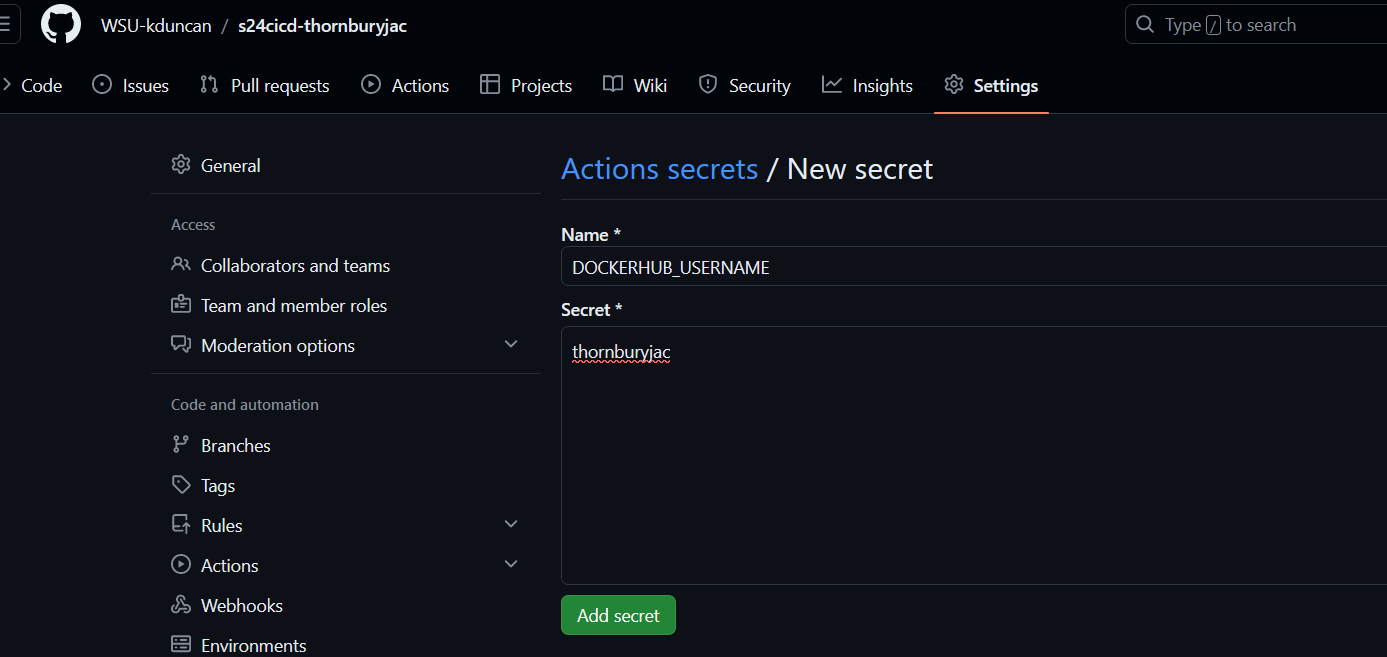 WSU-kduncan / s24cicd-thornburyjac
Type / to search
Code Issues Pull requests Actions Projects Wiki Security Insights Settings
General
Access
Collaborators and teams
Team and member roles
Moderation options
Code and automation
Branches
Tags
Rules
Actions
Webhooks
Environments
Actions secrets / New secret
Name *
DOCKERHUB_USERNAME
Secret *
thornburyjac
Add secret